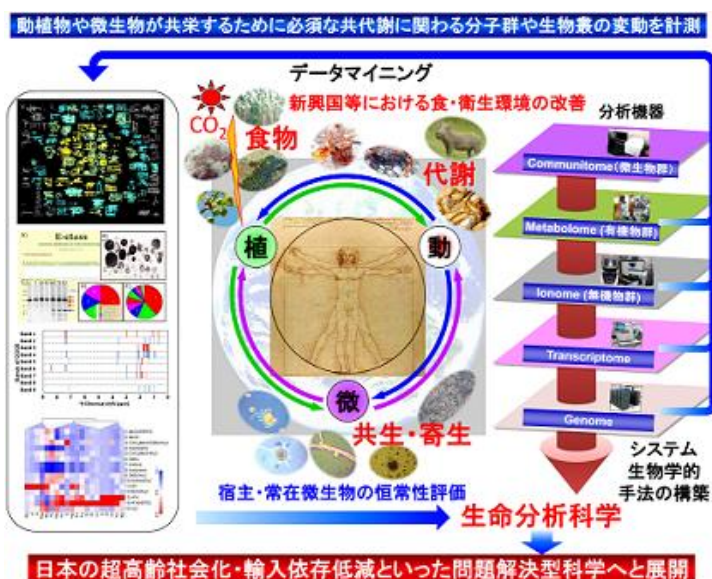 動植物や微生物が共栄するために必須な共代謝に関わる分子群や生物叢の変動を計測
データマイニング
新興国等における食・衛生環境の改善
分析機器
CO2
食物
代謝
植
動
微
共生・寄生
Communitome(微生物群)
Metabolome (有機物群)
Ionome (無機物群)
Transcriptome
Genome
システム
生物学的
手法の構築
宿主・常在微生物の恒常性評価
生命分析科学
日本の超高齢社会化・輸入依存低減といった問題解決型科学へと展開